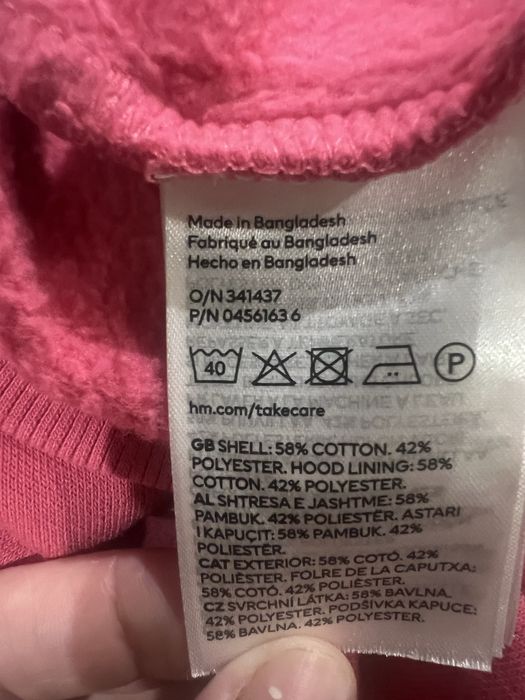 Made in Bangladesh
Fabriqué au Bangladesh
Hecho en Bangladesh
O/N 341437
P/N 0456163 6
40 P
hm.com/takecare
GB SHELL: 58% COTTON. 42%
POLYESTER. HOOD LINING: 58%
COTTON. 42% POLYESTER.
AL SHTRESA E JASHTME: 58%
PAMBUK. 42% POLIESTËR. ASTARI
I KAPUÇIT: 58% PAMBUK. 42%
POLIESTËR.
CAT EXTERIOR: 58% COTÓ. 42%
POLIÈSTER. FOLRE DE LA CAPUTXA:
58% COTÓ. 42% POLIÈSTER.
CZ SVRCHNÍ LÁTKA: 58% BAVLNA.
42% POLYESTER. PODŠÍVKA KAPUCE:
58% BAVLNA. 42% POLYESTER.